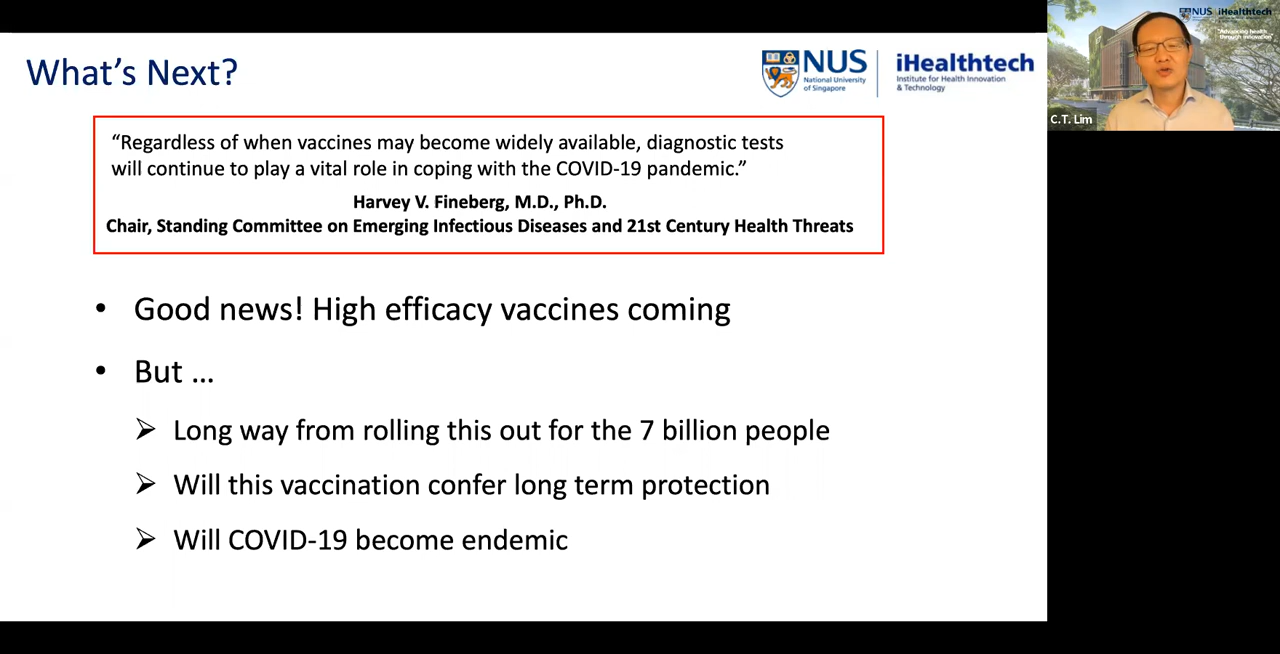 What's Next?
NUS
National University
of Singapore
iHealthtech
Institute for Health Innovation
& Technology
“Regardless of when vaccines may become widely available, diagnostic tests
will continue to play a vital role in coping with the COVID-19 pandemic.”
Harvey V. Fineberg, M.D., Ph.D.
Chair, Standing Committee on Emerging Infectious Diseases and 21st Century Health Threats
• Good news! High efficacy vaccines coming
• But …
➢ Long way from rolling this out for the 7 billion people
➢ Will this vaccination confer long term protection
➢ Will COVID-19 become endemic
NUS iHealthtech
"Advancing health
through innovation"
C.T. Lim